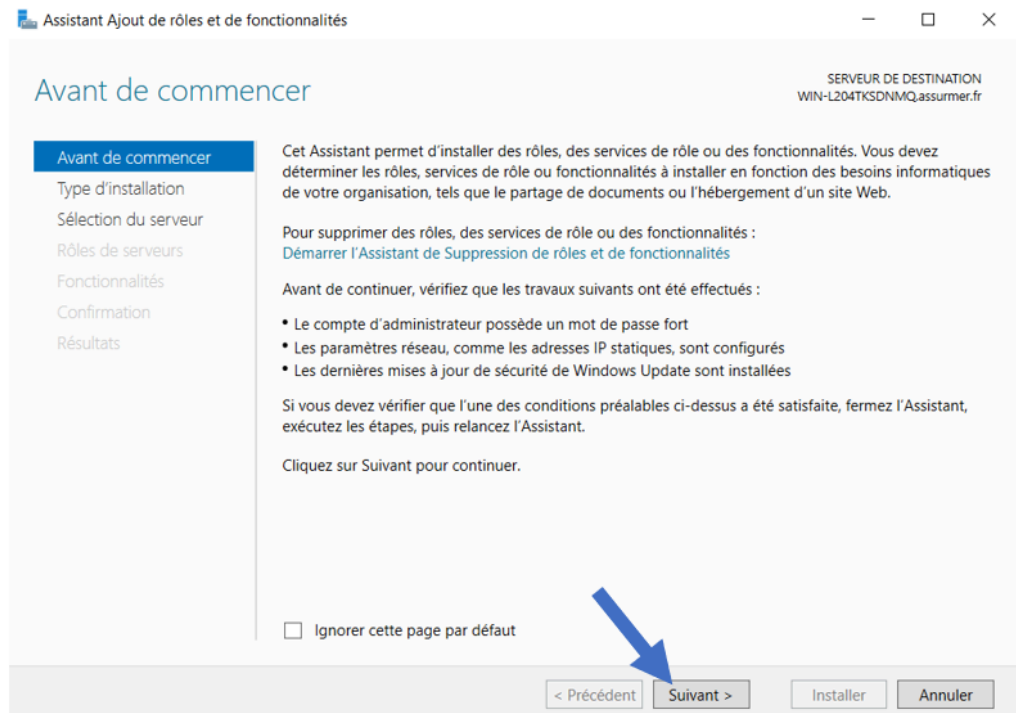 Assistant Ajout de rôles et de fonctionnalités
Avant de commencer
SERVEUR DE DESTINATION
WIN-L204TKSDNMQ.assurmer.fr
Avant de commencer
Type d'installation
Sélection du serveur
Rôles de serveurs
Fonctionnalités
Confirmation
Résultats
Cet Assistant permet d'installer des rôles, des services de rôle ou des fonctionnalités. Vous devez
déterminer les rôles, services de rôle ou fonctionnalités à installer en fonction des besoins informatiques
de votre organisation, tels que le partage de documents ou l'hébergement d'un site Web.
Pour supprimer des rôles, des services de rôle ou des fonctionnalités :
Démarrer l'Assistant de Suppression de rôles et de fonctionnalités
Avant de continuer, vérifiez que les travaux suivants ont été effectués :
• Le compte d'administrateur possède un mot de passe fort
• Les paramètres réseau, comme les adresses IP statiques, sont configurés
• Les dernières mises à jour de sécurité de Windows Update sont installées
Si vous devez vérifier que l'une des conditions préalables ci-dessus a été satisfaite, fermez l'Assistant,
exécutez les étapes, puis relancez l'Assistant.
Cliquez sur Suivant pour continuer.
Ignorer cette page par défaut
< Précédent
Suivant >
Installer
Annuler